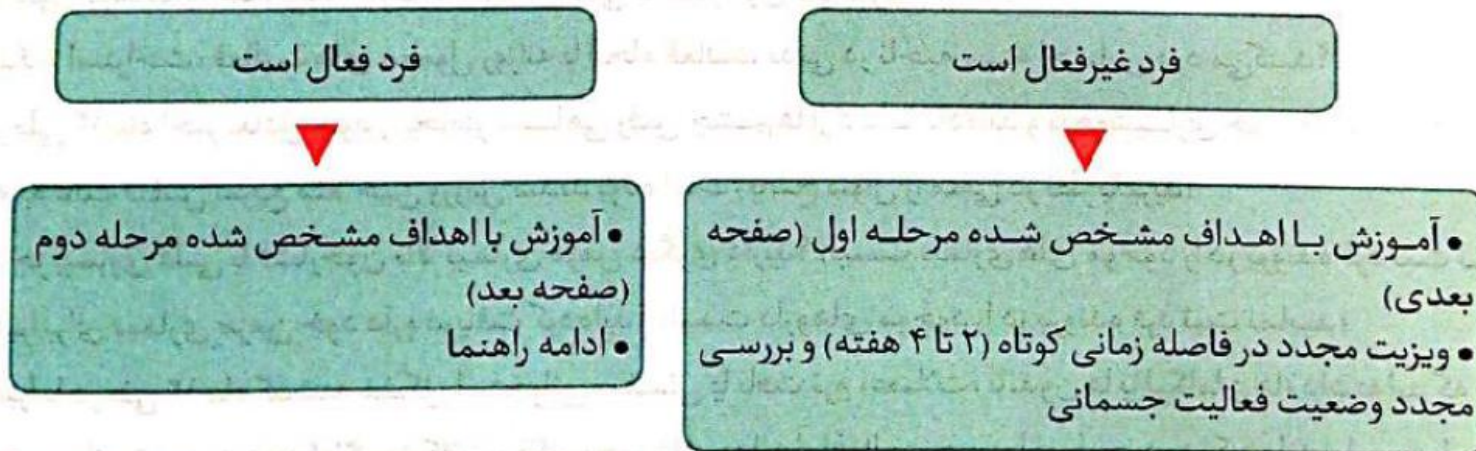 فرد غیرفعال است
فرد فعال است
• آموزش با اهداف مشخص شده مرحله اول (صفحه
بعدی)
• ویزیت مجدد در فاصله زمانی کوتاه (۲ تا ۴ هفته) و بررسی
مجدد وضعیت فعالیت جسمانی
• آموزش با اهداف مشخص شده مرحله دوم
(صفحه بعد)
• ادامه راهنما